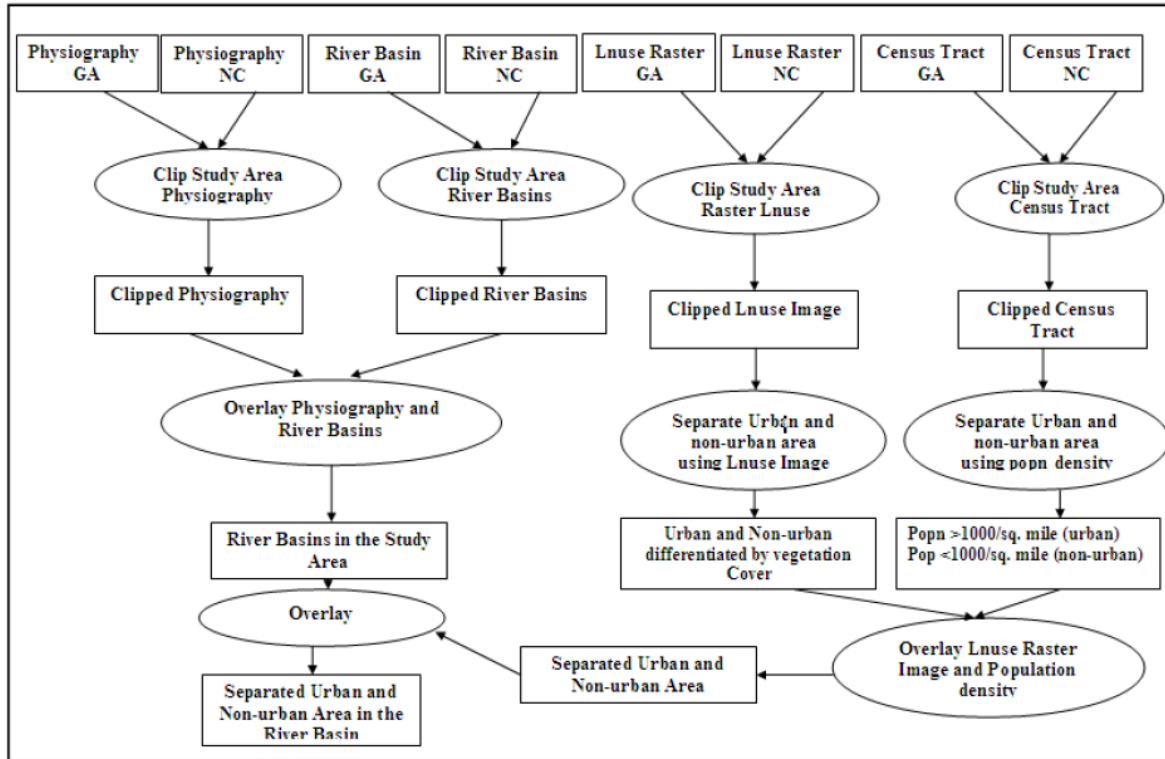 Physiography
GA
Physiography
NC
River Basin
GA
River Basin
NC
Lnuse Raster
GA
Lnuse Raster
NC
Census Tract
GA
Census Tract
NC
Clip Study Area
Physiography
Clip Study Area
River Basins
Clip Study Area
Raster Lnuse
Clip Study Area
Census Tract
Clipped Physiography
Clipped River Basins
Clipped Lnuse Image
Clipped Census
Tract
Overlay Physiography and
River Basins
Separate Urban and
non-urban area
using Lnuse Image
Separate Urban and
non-urban area
using popn density
River Basins in the Study
Area
Urban and Non-urban
differentiated by vegetation
Cover
Popn >1000/sq. mile (urban)
Pop <1000/sq. mile (non-urban)
Overlay
Separated Urban and
Non-urban Area
Overlay Lnuse Raster
Image and Population
density
Separated Urban and
Non-urban Area in the
River Basin